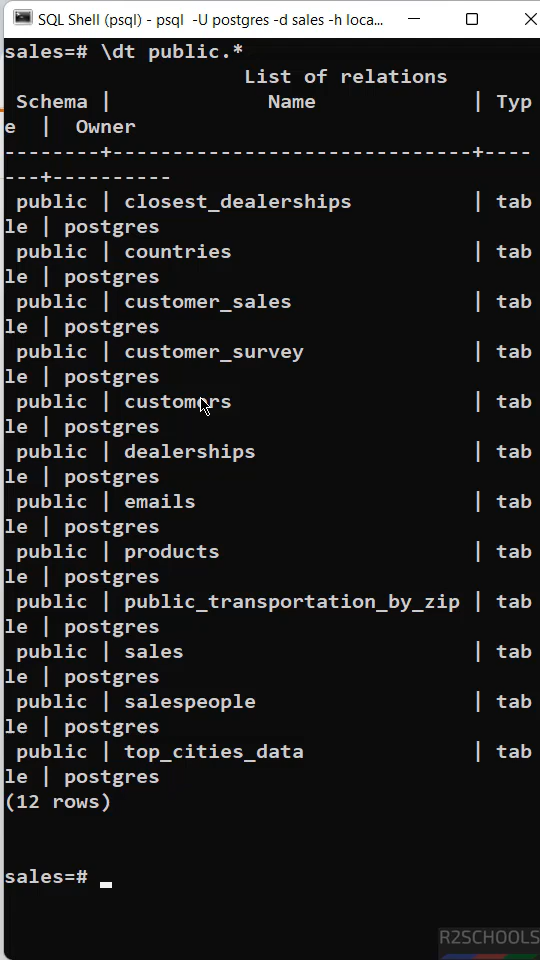 SQL Shell (psql) - psql -U postgres -d sales -h loca...
sales=# \dt public.*
List of relations
Schema | Name | Typ
e | Owner
--------+-------------------------------+----
---+----------
public | closest_dealerships | tab
le | postgres
public | countries | tab
le | postgres
public | customer_sales | tab
le | postgres
public | customer_survey | tab
le | postgres
public | customers | tab
le | postgres
public | dealerships | tab
le | postgres
public | emails | tab
le | postgres
public | products | tab
le | postgres
public | public_transportation_by_zip | tab
le | postgres
public | sales | tab
le | postgres
public | salespeople | tab
le | postgres
public | top_cities_data | tab
le | postgres
(12 rows)
sales=#
R2SCHOOLS